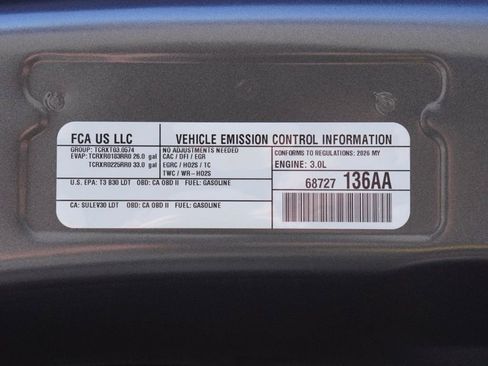 FCA US LLC
VEHICLE EMISSION CONTROL INFORMATION
GROUP: TCRXT03.0574
EVAP: TCRXR0183RR0 26.0 gal
TCRXR0225RR0 33.0 gal
NO ADJUSTMENTS NEEDED
CAC / DFI / EGR
EGRC / HO2S / TC
TWC / WR-HO2S
CONFORMS TO REGULATIONS: 2026 MY
ENGINE: 3.0L
68727 136AA
U.S. EPA: T3 B30 LDT OBD: CA OBD II FUEL: GASOLINE
CA: SULEV30 LDT OBD: CA OBD II FUEL: GASOLINE